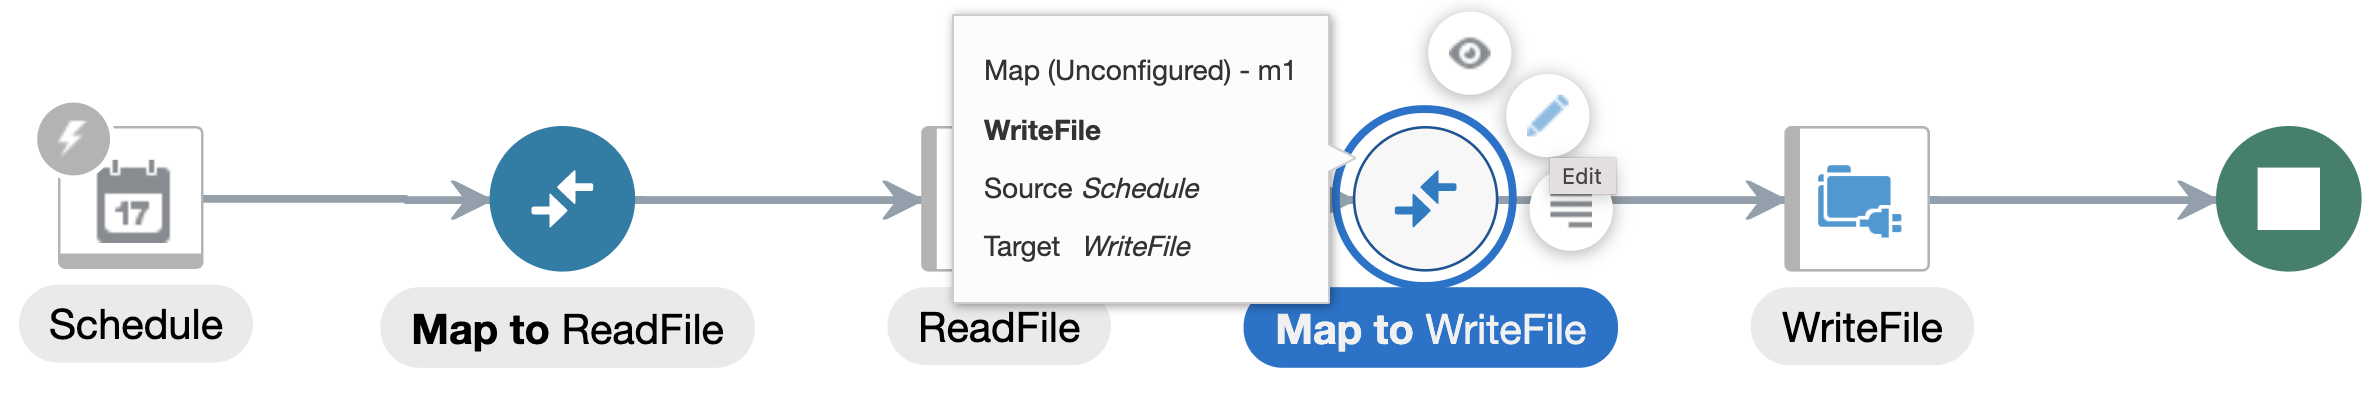 Map (Unconfigured) - m1
WriteFile
Source Schedule
Target WriteFile
Edit
17
Schedule
Map to ReadFile
ReadFile
Map to WriteFile
WriteFile